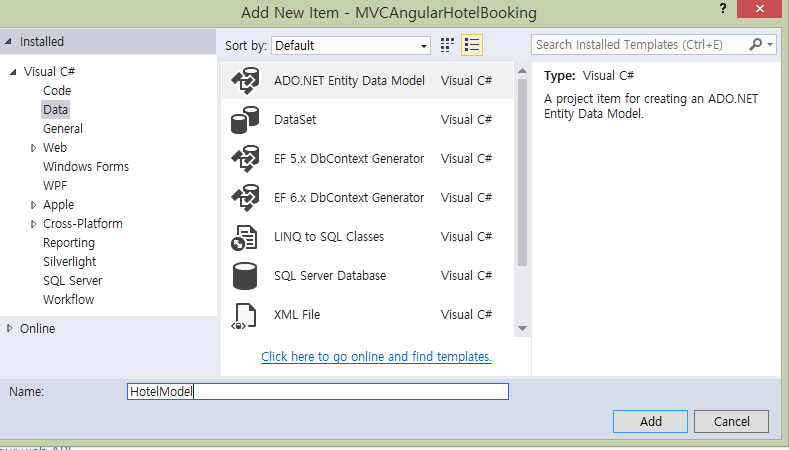 Add New Item - MVCAngularHotelBooking
?
Installed
Sort by: Default
Search Installed Templates (Ctrl+E)
Visual C#
Code
Data
General
Web
Windows Forms
WPF
Apple
Cross-Platform
Reporting
Silverlight
SQL Server
Workflow
Online
ADO.NET Entity Data Model Visual C#
DataSet Visual C#
EF 5.x DbContext Generator Visual C#
EF 6.x DbContext Generator Visual C#
LINQ to SQL Classes Visual C#
SQL Server Database Visual C#
XML File Visual C#
Click here to go online and find templates.
Type: Visual C#
A project item for creating an ADO.NET
Entity Data Model.
Name: HotelModel
Add Cancel